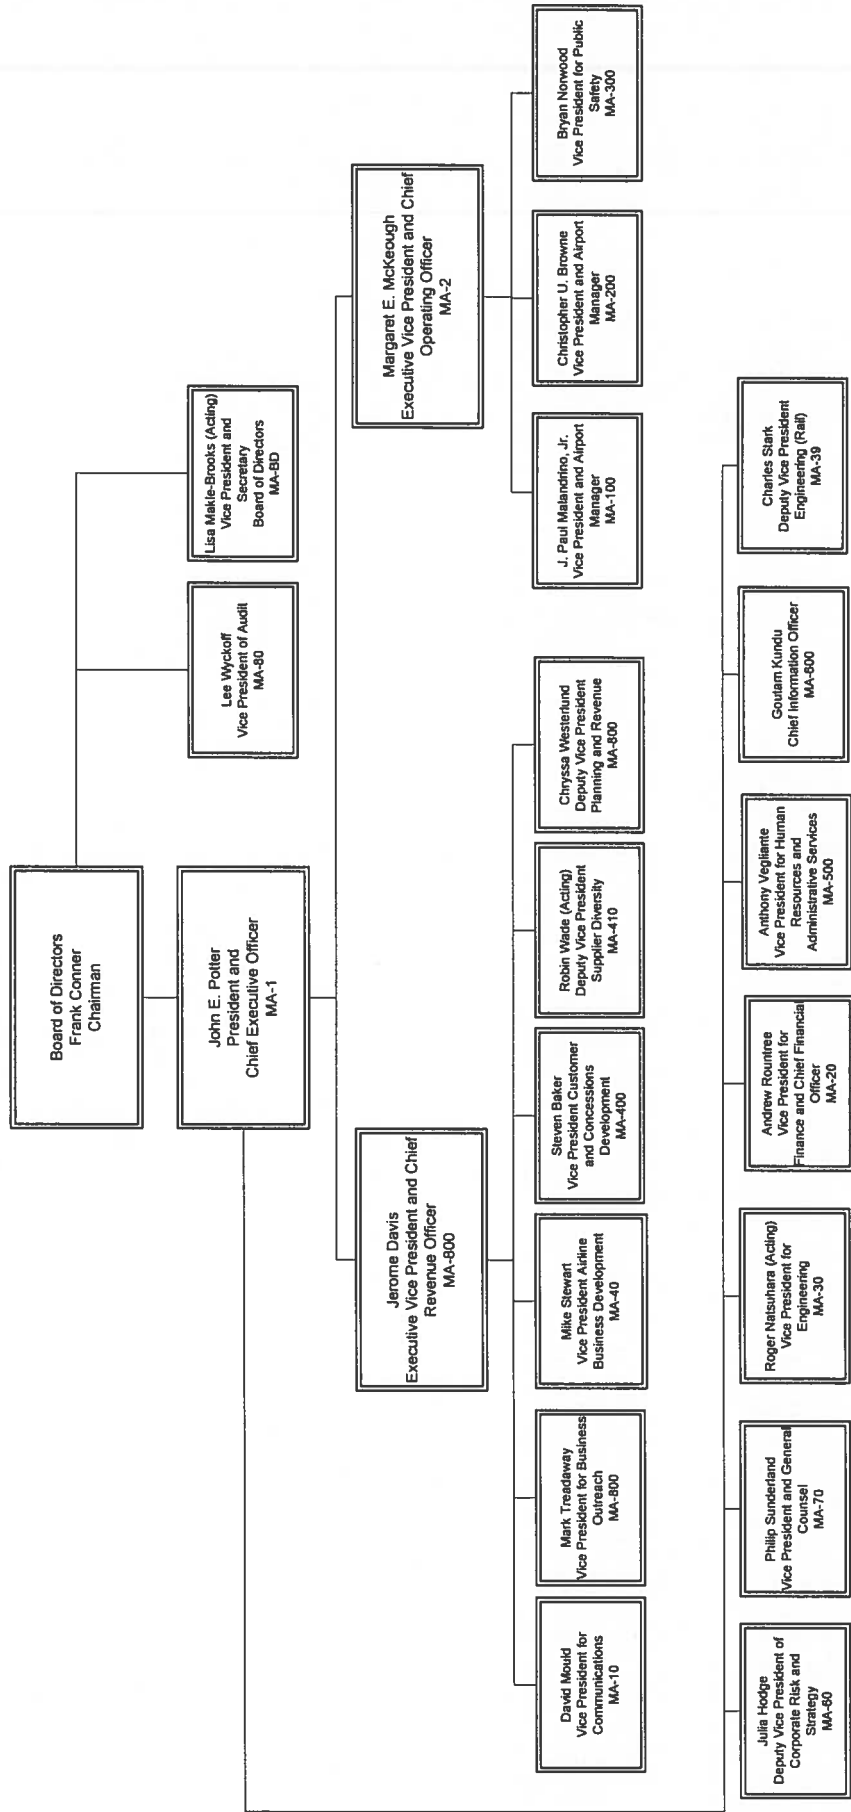 Board of Directors
Frank Conner
Chairman
John E. Potter
President and
Chief Executive Officer
MA-1
Lee Wyckoff
Vice President of Audit
MA-80
Lisa Makle-Brooks (Acting)
Vice President and
Secretary
Board of Directors
MA-BD
Jerome Davis
Executive Vice President and Chief
Revenue Officer
MA-800
Margaret E. McKeough
Executive Vice President and Chief
Operating Officer
MA-2
David Mould
Vice President for
Communications
MA-10
Mark Treadaway
Vice President for Business
Outreach
MA-800
Mike Stewart
Vice President Airline
Business Development
MA-40
Steven Baker
Vice President Customer
and Concessions
Development
MA-400
Robin Wade (Acting)
Deputy Vice President
Supplier Diversity
MA-410
Chryssa Westerlund
Deputy Vice President
Planning and Revenue
MA-800
J. Paul Malandrino, Jr.
Vice President and Airport
Manager
MA-100
Christopher U. Browne
Vice President and Airport
Manager
MA-200
Bryan Norwood
Vice President for Public
Safety
MA-300
Julia Hodge
Deputy Vice President of
Corporate Risk and
Strategy
MA-60
Philip Sunderland
Vice President and General
Counsel
MA-70
Roger Natsuhara (Acting)
Vice President for
Engineering
MA-30
Andrew Rountree
Vice President for
Finance and Chief Financial
Officer
MA-20
Anthony Vegliante
Vice President for Human
Resources and
Administrative Services
MA-500
Goutam Kundu
Chief Information Officer
MA-600
Charles Stark
Deputy Vice President
Engineering (Rail)
MA-39